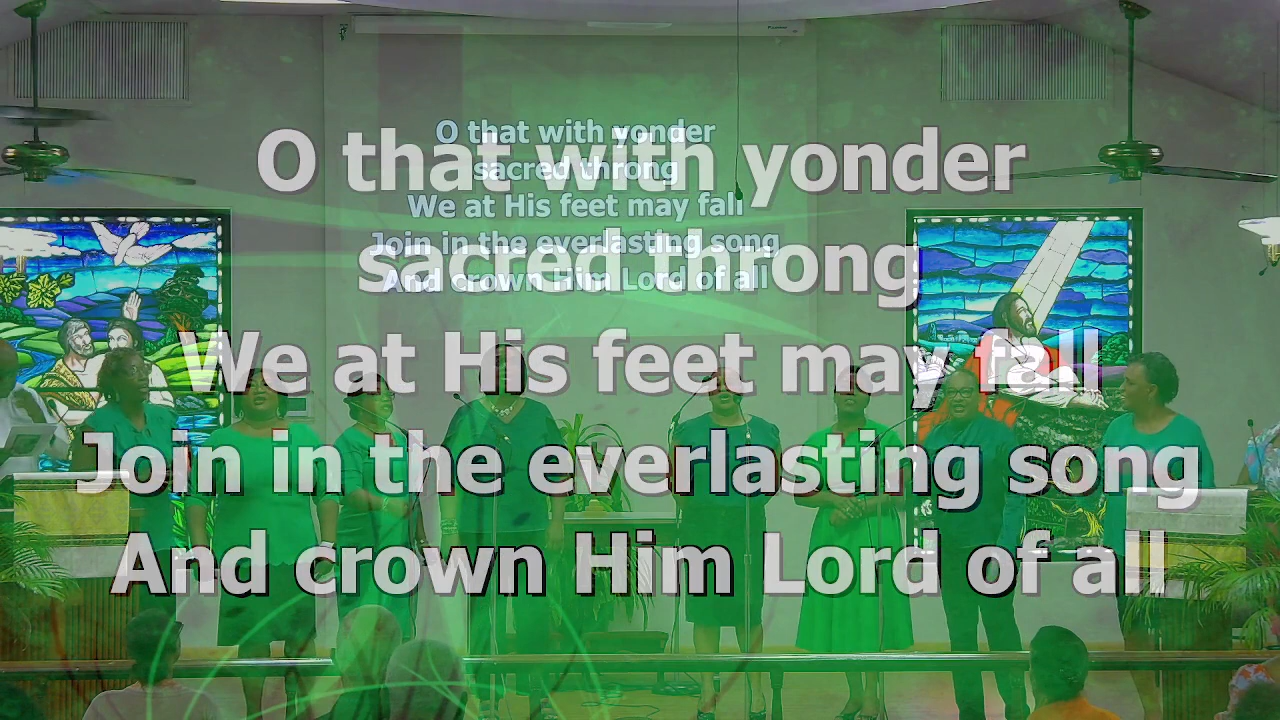 O that with yonder
sacred throng
We at His feet may fall
Join in the everlasting song
And crown Him Lord of all
O that with yonder
sacred throng
We at His feet may fall
Join in the everlasting song
And crown Him Lord of all